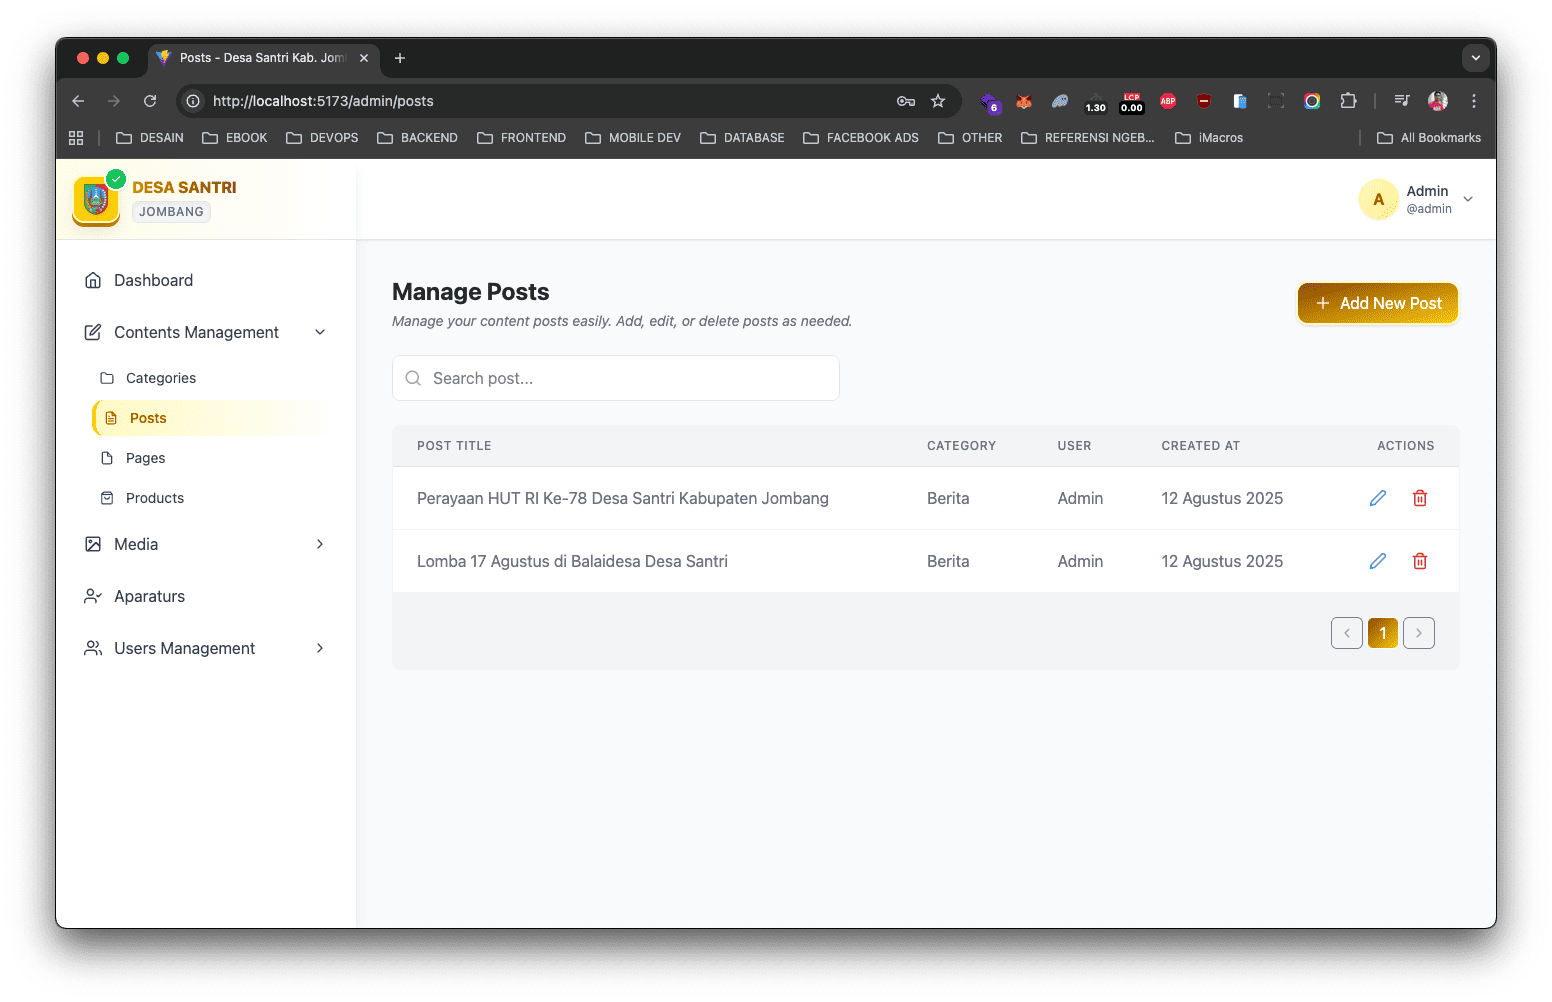 Posts - Desa Santri Kab. Jom
http://localhost:5173/admin/posts
6
1.30
LCP
0.00
ABP
DESAIN
EBOOK
DEVOPS
BACKEND
FRONTEND
MOBILE DEV
DATABASE
FACEBOOK ADS
OTHER
REFERENSI NGEB...
iMacros
All Bookmarks
DESA SANTRI
JOMBANG
A
Admin
@admin
Dashboard
Contents Management
Categories
Posts
Pages
Products
Media
Aparaturs
Users Management
Manage Posts
Manage your content posts easily. Add, edit, or delete posts as needed.
Add New Post
Search post...
POST TITLE CATEGORY USER CREATED AT ACTIONS
Perayaan HUT RI Ke-78 Desa Santri Kabupaten Jombang Berita Admin 12 Agustus 2025
Lomba 17 Agustus di Balaidesa Desa Santri Berita Admin 12 Agustus 2025
1